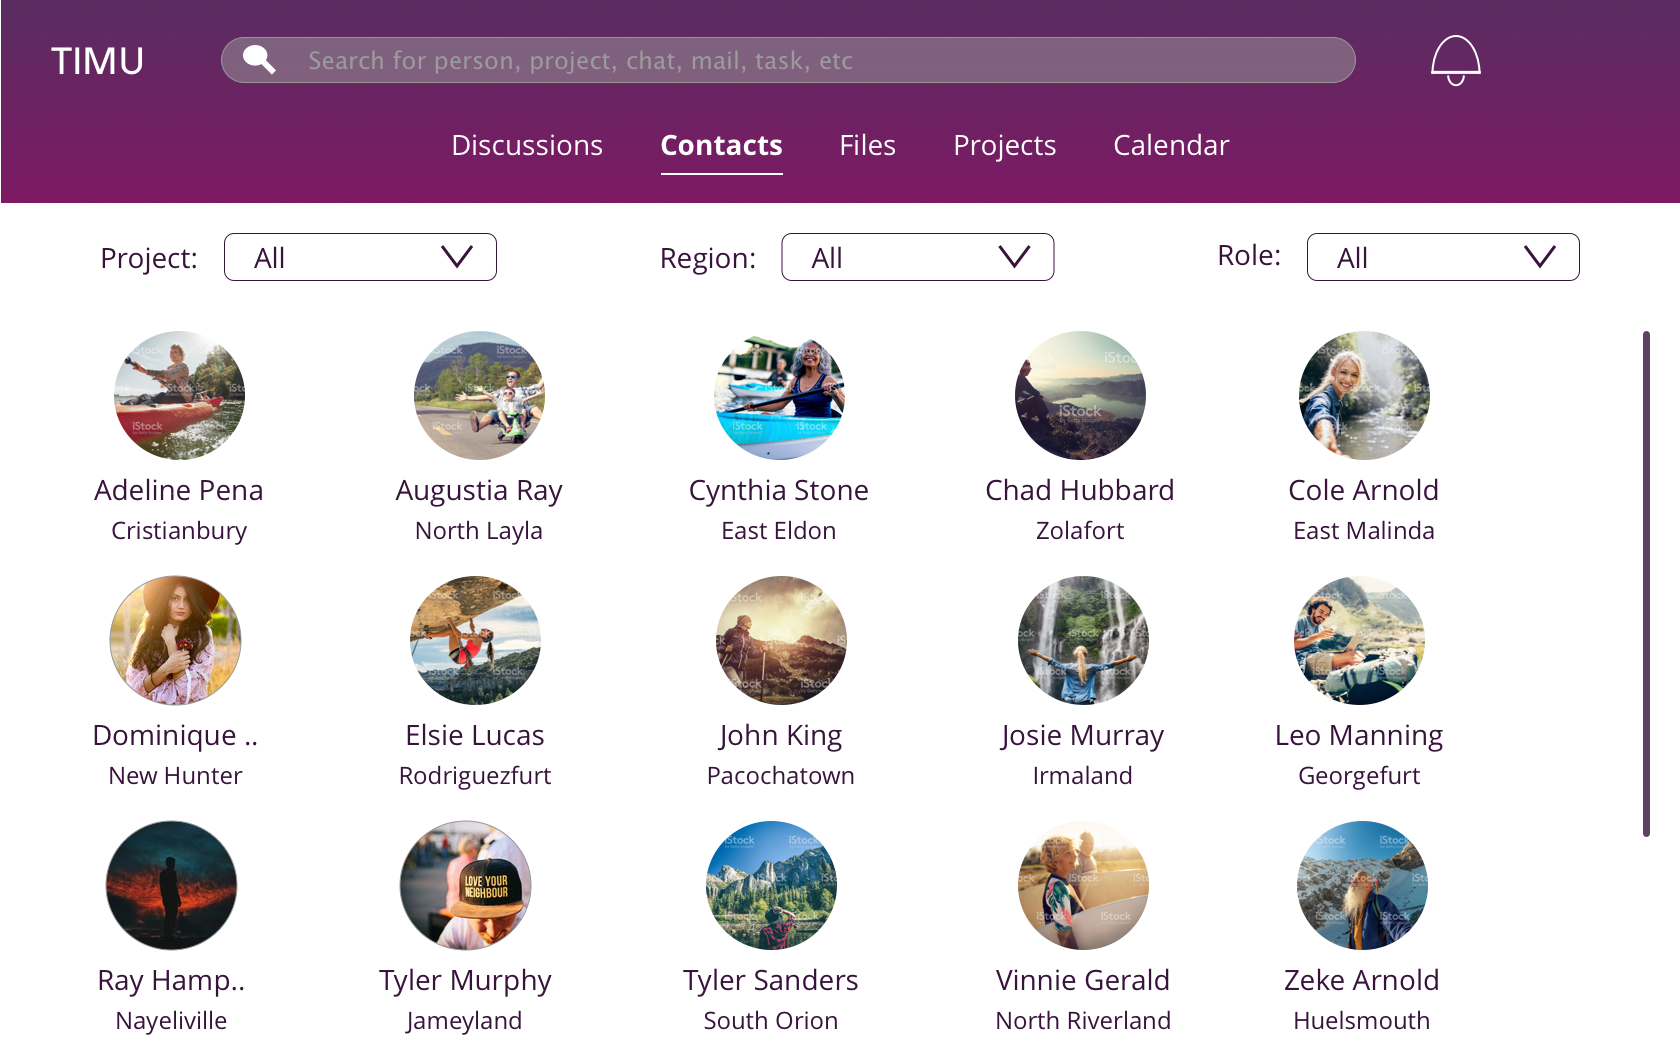 TIMU
Search for person, project, chat, mail, task, etc
Discussions Contacts Files Projects Calendar
Project: All Region: All Role: All
Adeline Pena Augustia Ray Cynthia Stone Chad Hubbard Cole Arnold
Cristianbury North Layla East Eldon Zolafort East Malinda
Dominique .. Elsie Lucas John King Josie Murray Leo Manning
New Hunter Rodriguezfurt Pacochatown Irmaland Georgefurt
LOVE YOUR
NEIGHBOUR
Ray Hamp.. Tyler Murphy Tyler Sanders Vinnie Gerald Zeke Arnold
Nayeliville Jameyland South Orion North Riverland Huelsmouth